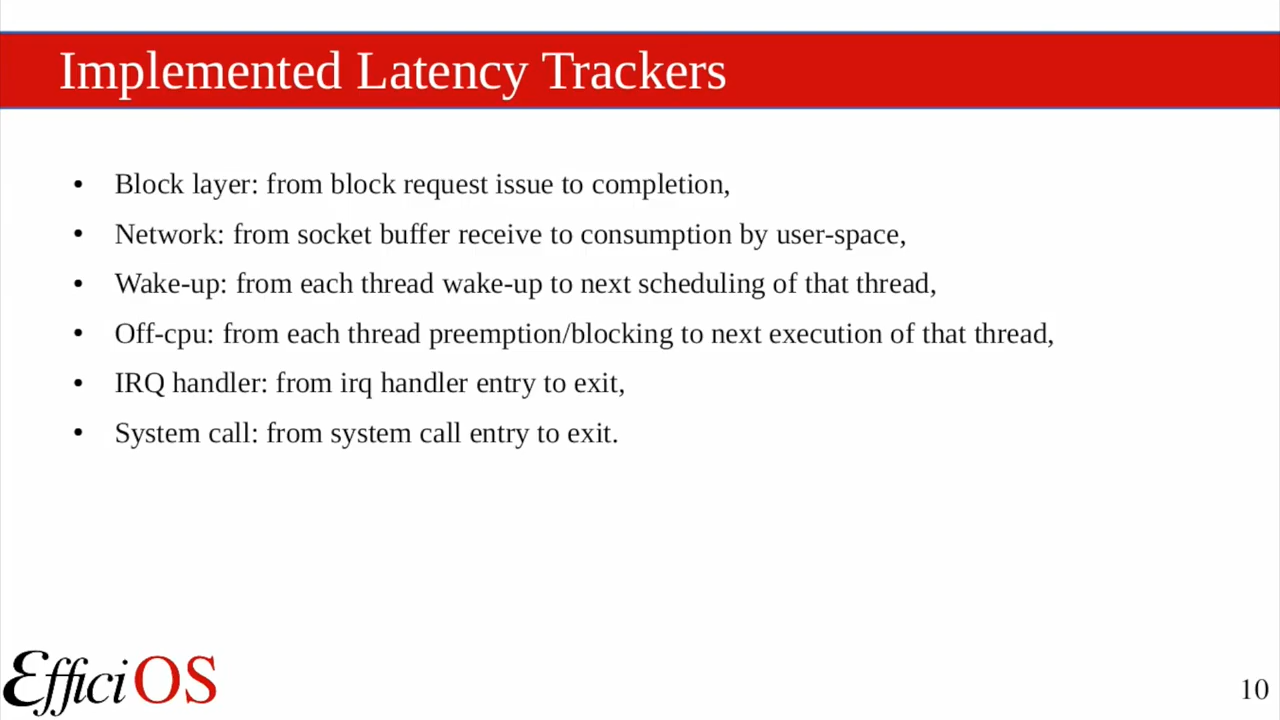 Implemented Latency Trackers
• Block layer: from block request issue to completion,
• Network: from socket buffer receive to consumption by user-space,
• Wake-up: from each thread wake-up to next scheduling of that thread,
• Off-cpu: from each thread preemption/blocking to next execution of that thread,
• IRQ handler: from irq handler entry to exit,
• System call: from system call entry to exit.
EfficiOS
10